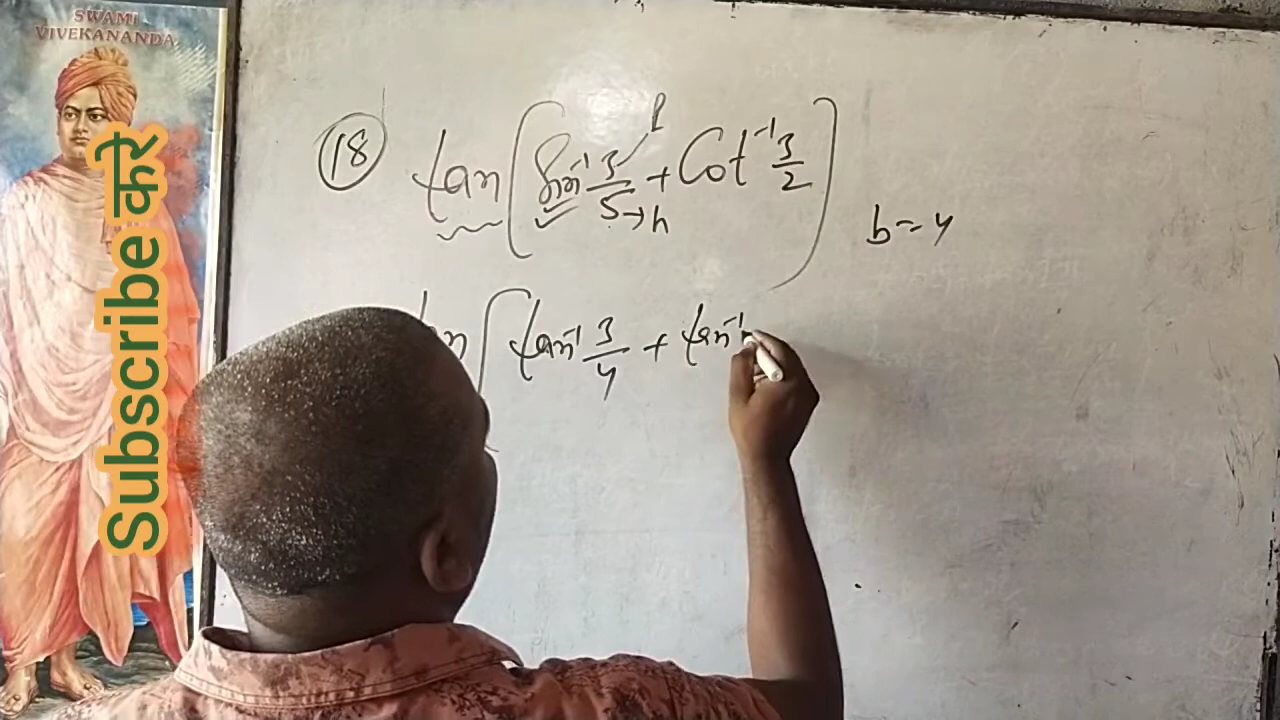 SWAMI
VIVEKANANDA
Subscribe करे
(18) tan(sin⁻¹ 3/5 + Cot⁻¹ 3/2)
p
→h
b=4
tan[tan⁻¹ 3/4 + tan⁻¹